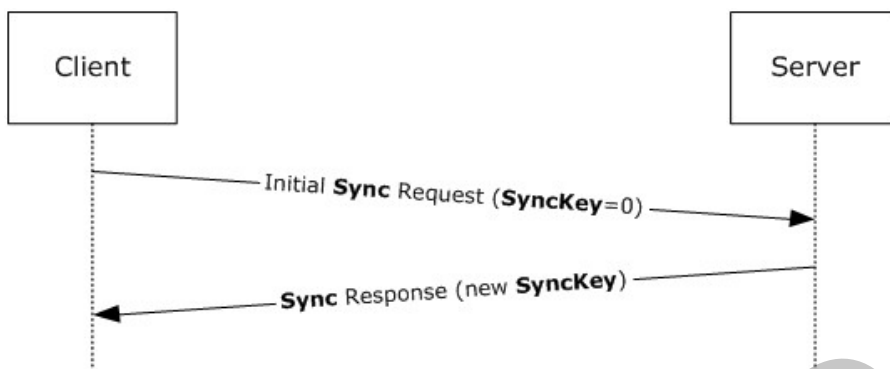 Client
Server
Initial Sync Request (SyncKey=0)
Sync Response (new SyncKey)